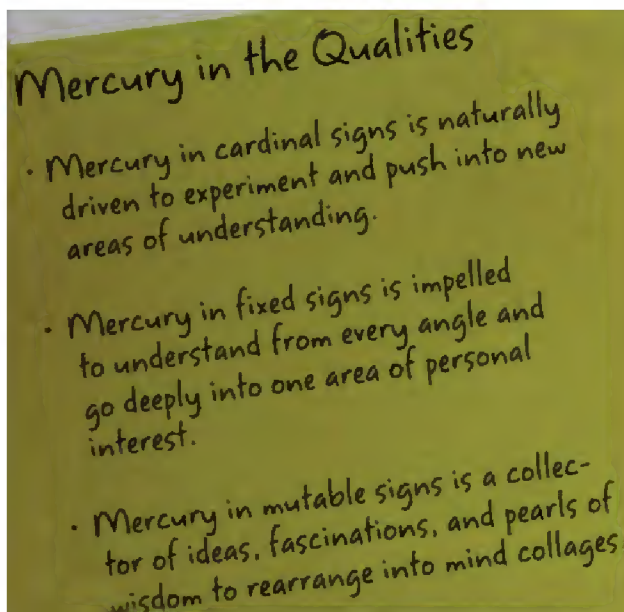 Mercury in the Qualities
· Mercury in cardinal signs is naturally
driven to experiment and push into new
areas of understanding.
· Mercury in fixed signs is impelled
to understand from every angle and
go deeply into one area of personal
interest.
· Mercury in mutable signs is a collec-
tor of ideas, fascinations, and pearls of
wisdom to rearrange into mind collages